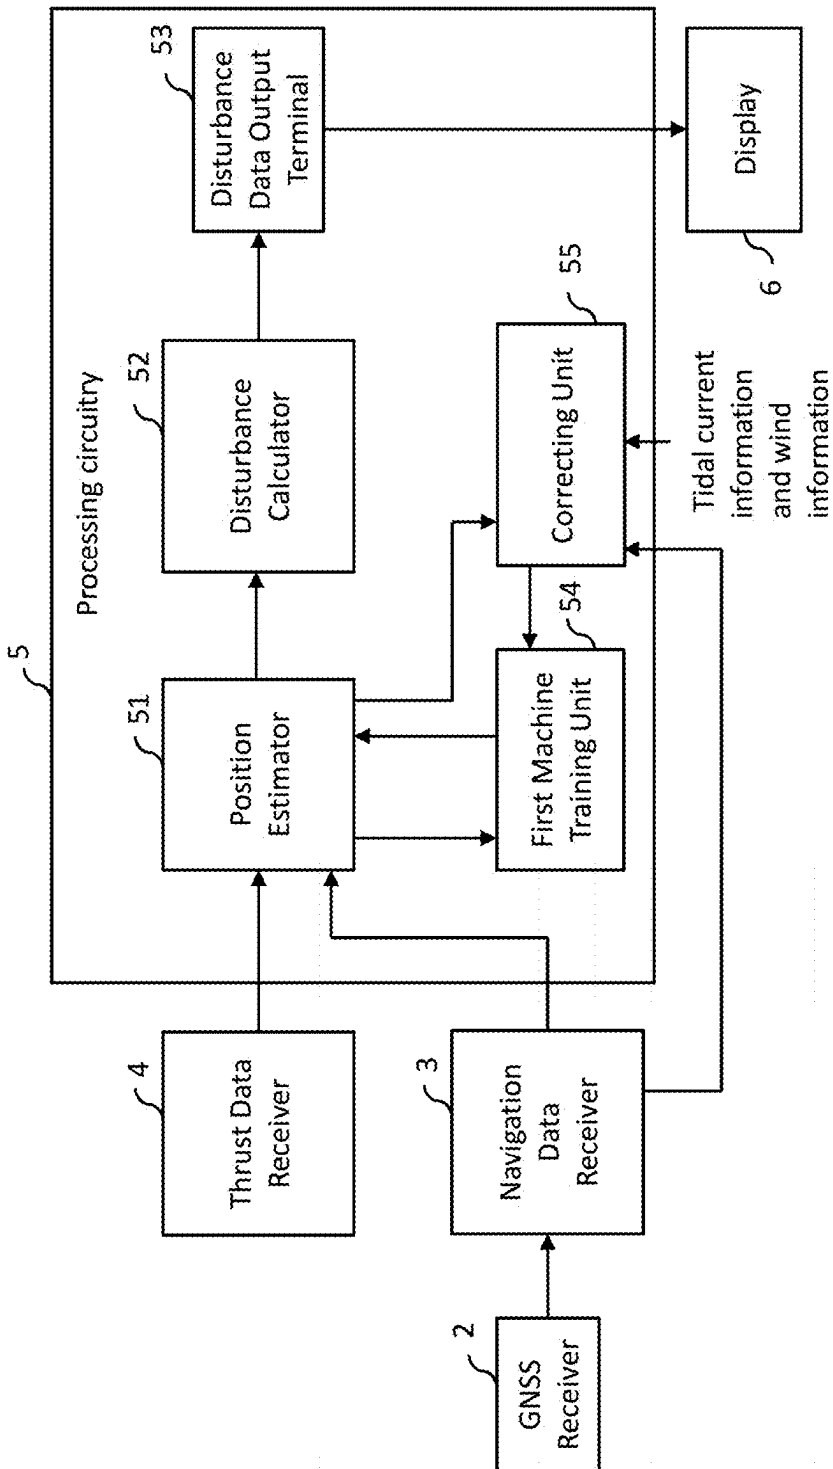 5
Processing circuitry
4
Thrust Data
Receiver
51
Position
Estimator
52
Disturbance
Calculator
53
Disturbance
Data Output
Terminal
2
GNSS
Receiver
3
Navigation
Data
Receiver
First Machine
Training Unit
54
Correcting Unit
55
Tidal current
information
and wind
information
6
Display